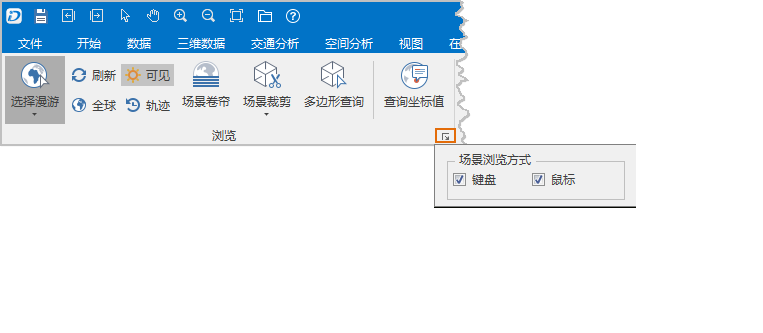 文件 开始 数据 三维数据 交通分析 空间分析 视图 在
刷新 可见
选择漫游 全球 轨迹 场景卷帘 场景裁剪 多边形查询 查询坐标值
浏览
场景浏览方式
键盘 鼠标